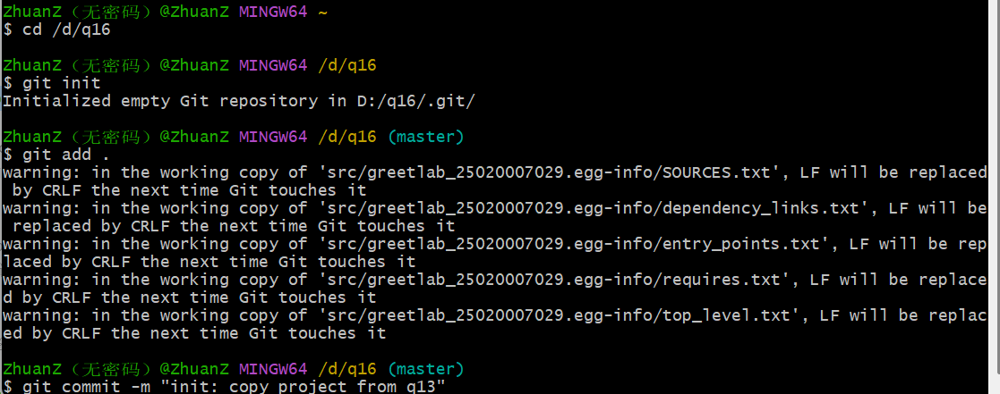 ZhuanZ（无密码）@ZhuanZ MINGW64 ~
$ cd /d/q16
ZhuanZ（无密码）@ZhuanZ MINGW64 /d/q16
$ git init
Initialized empty Git repository in D:/q16/.git/
ZhuanZ（无密码）@ZhuanZ MINGW64 /d/q16 (master)
$ git add .
warning: in the working copy of 'src/greetlab_25020007029.egg-info/SOURCES.txt', LF will be replaced
 by CRLF the next time Git touches it
warning: in the working copy of 'src/greetlab_25020007029.egg-info/dependency_links.txt', LF will be
 replaced by CRLF the next time Git touches it
warning: in the working copy of 'src/greetlab_25020007029.egg-info/entry_points.txt', LF will be rep
laced by CRLF the next time Git touches it
warning: in the working copy of 'src/greetlab_25020007029.egg-info/requires.txt', LF will be replace
d by CRLF the next time Git touches it
warning: in the working copy of 'src/greetlab_25020007029.egg-info/top_level.txt', LF will be replac
ed by CRLF the next time Git touches it
ZhuanZ（无密码）@ZhuanZ MINGW64 /d/q16 (master)
$ git commit -m "init: copy project from q13"